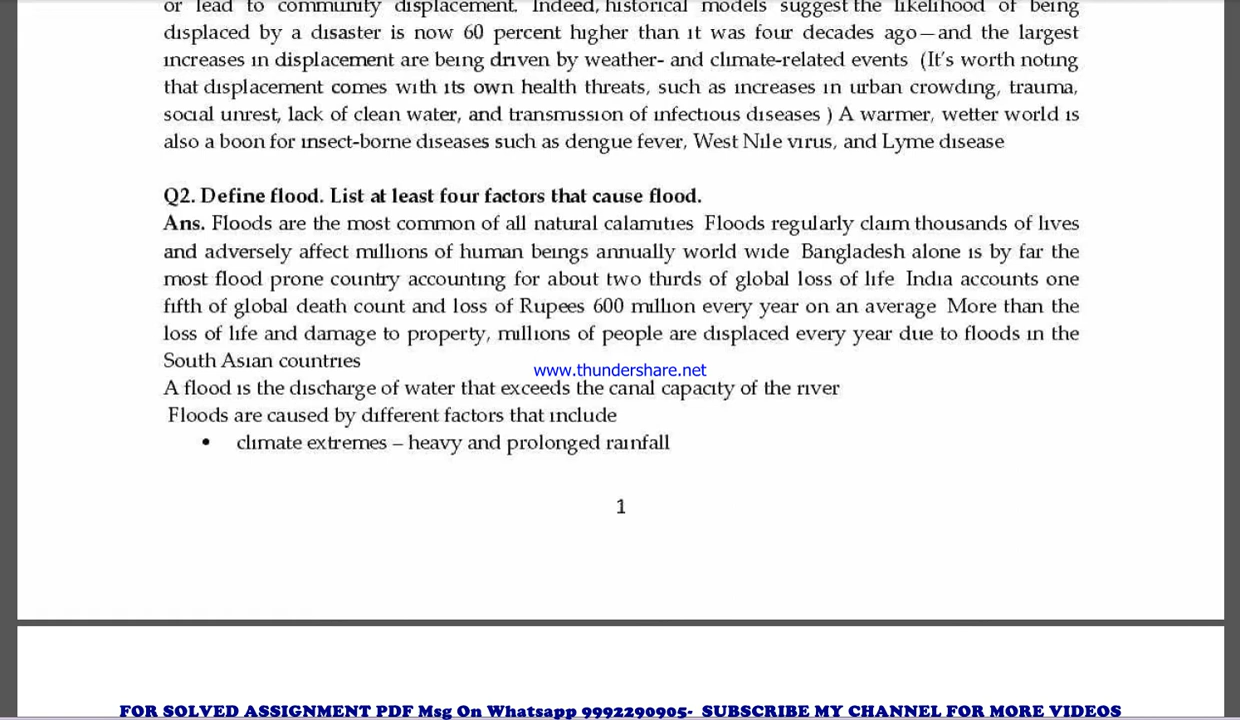 or lead to community displacement. Indeed, historical models suggest the likelihood of being
displaced by a disaster is now 60 percent higher than it was four decades ago—and the largest
increases in displacement are being driven by weather- and climate-related events (It's worth noting
that displacement comes with its own health threats, such as increases in urban crowding, trauma,
social unrest, lack of clean water, and transmission of infectious diseases ) A warmer, wetter world is
also a boon for insect-borne diseases such as dengue fever, West Nile virus, and Lyme disease
Q2. Define flood. List at least four factors that cause flood.
Ans. Floods are the most common of all natural calamities Floods regularly claim thousands of lives
and adversely affect millions of human beings annually world wide Bangladesh alone is by far the
most flood prone country accounting for about two thirds of global loss of life India accounts one
fifth of global death count and loss of Rupees 600 million every year on an average More than the
loss of life and damage to property, millions of people are displaced every year due to floods in the
South Asian countries
www.thundershare.net
A flood is the discharge of water that exceeds the canal capacity of the river
Floods are caused by different factors that include
• climate extremes – heavy and prolonged rainfall
1
FOR SOLVED ASSIGNMENT PDF Msg On Whatsapp 9992290905- SUBSCRIBE MY CHANNEL FOR MORE VIDEOS